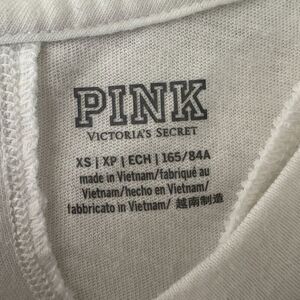 PINK
VICTORIA'S SECRET
XS | XP | ECH | 165/84A
made in Vietnam/fabriqué au
Vietnam/hecho en Vietnam/
fabbricato in Vietnam/ 越南制造